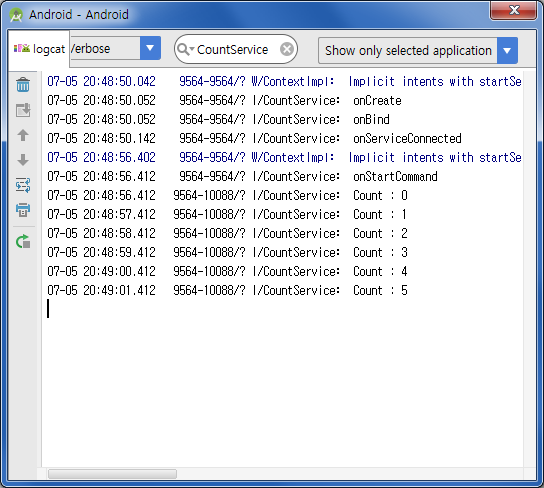 Android - Android
logcat
Verbose
CountService
Show only selected application
07-05 20:48:50.042 9564-9564/? W/ContextImpl: Implicit intents with startSe
07-05 20:48:50.052 9564-9564/? I/CountService: onCreate
07-05 20:48:50.052 9564-9564/? I/CountService: onBind
07-05 20:48:50.142 9564-9564/? I/CountService: onServiceConnected
07-05 20:48:56.402 9564-9564/? W/ContextImpl: Implicit intents with startSe
07-05 20:48:56.412 9564-9564/? I/CountService: onStartCommand
07-05 20:48:56.412 9564-10088/? I/CountService: Count : 0
07-05 20:48:57.412 9564-10088/? I/CountService: Count : 1
07-05 20:48:58.412 9564-10088/? I/CountService: Count : 2
07-05 20:48:59.412 9564-10088/? I/CountService: Count : 3
07-05 20:49:00.412 9564-10088/? I/CountService: Count : 4
07-05 20:49:01.412 9564-10088/? I/CountService: Count : 5